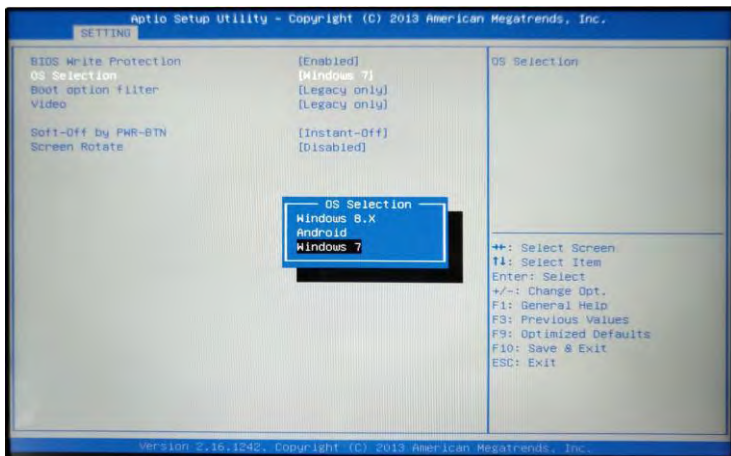 Aptio Setup Utility - Copyright (C) 2013 American Megatrends, Inc.
SETTING
BIOS Write Protection [Enabled]
OS Selection [Windows 7]
Boot option filter [Legacy only]
Video [Legacy only]
Soft-Off by PWR-BTN [Instant-Off]
Screen Rotate [Disabled]
OS Selection
OS Selection
Windows 8.X
Android
Windows 7
→←: Select Screen
↑↓: Select Item
Enter: Select
+/-: Change Opt.
F1: General Help
F3: Previous Values
F9: Optimized Defaults
F10: Save & Exit
ESC: Exit
Version 2.16.1242. Copyright (C) 2013 American Megatrends, Inc.